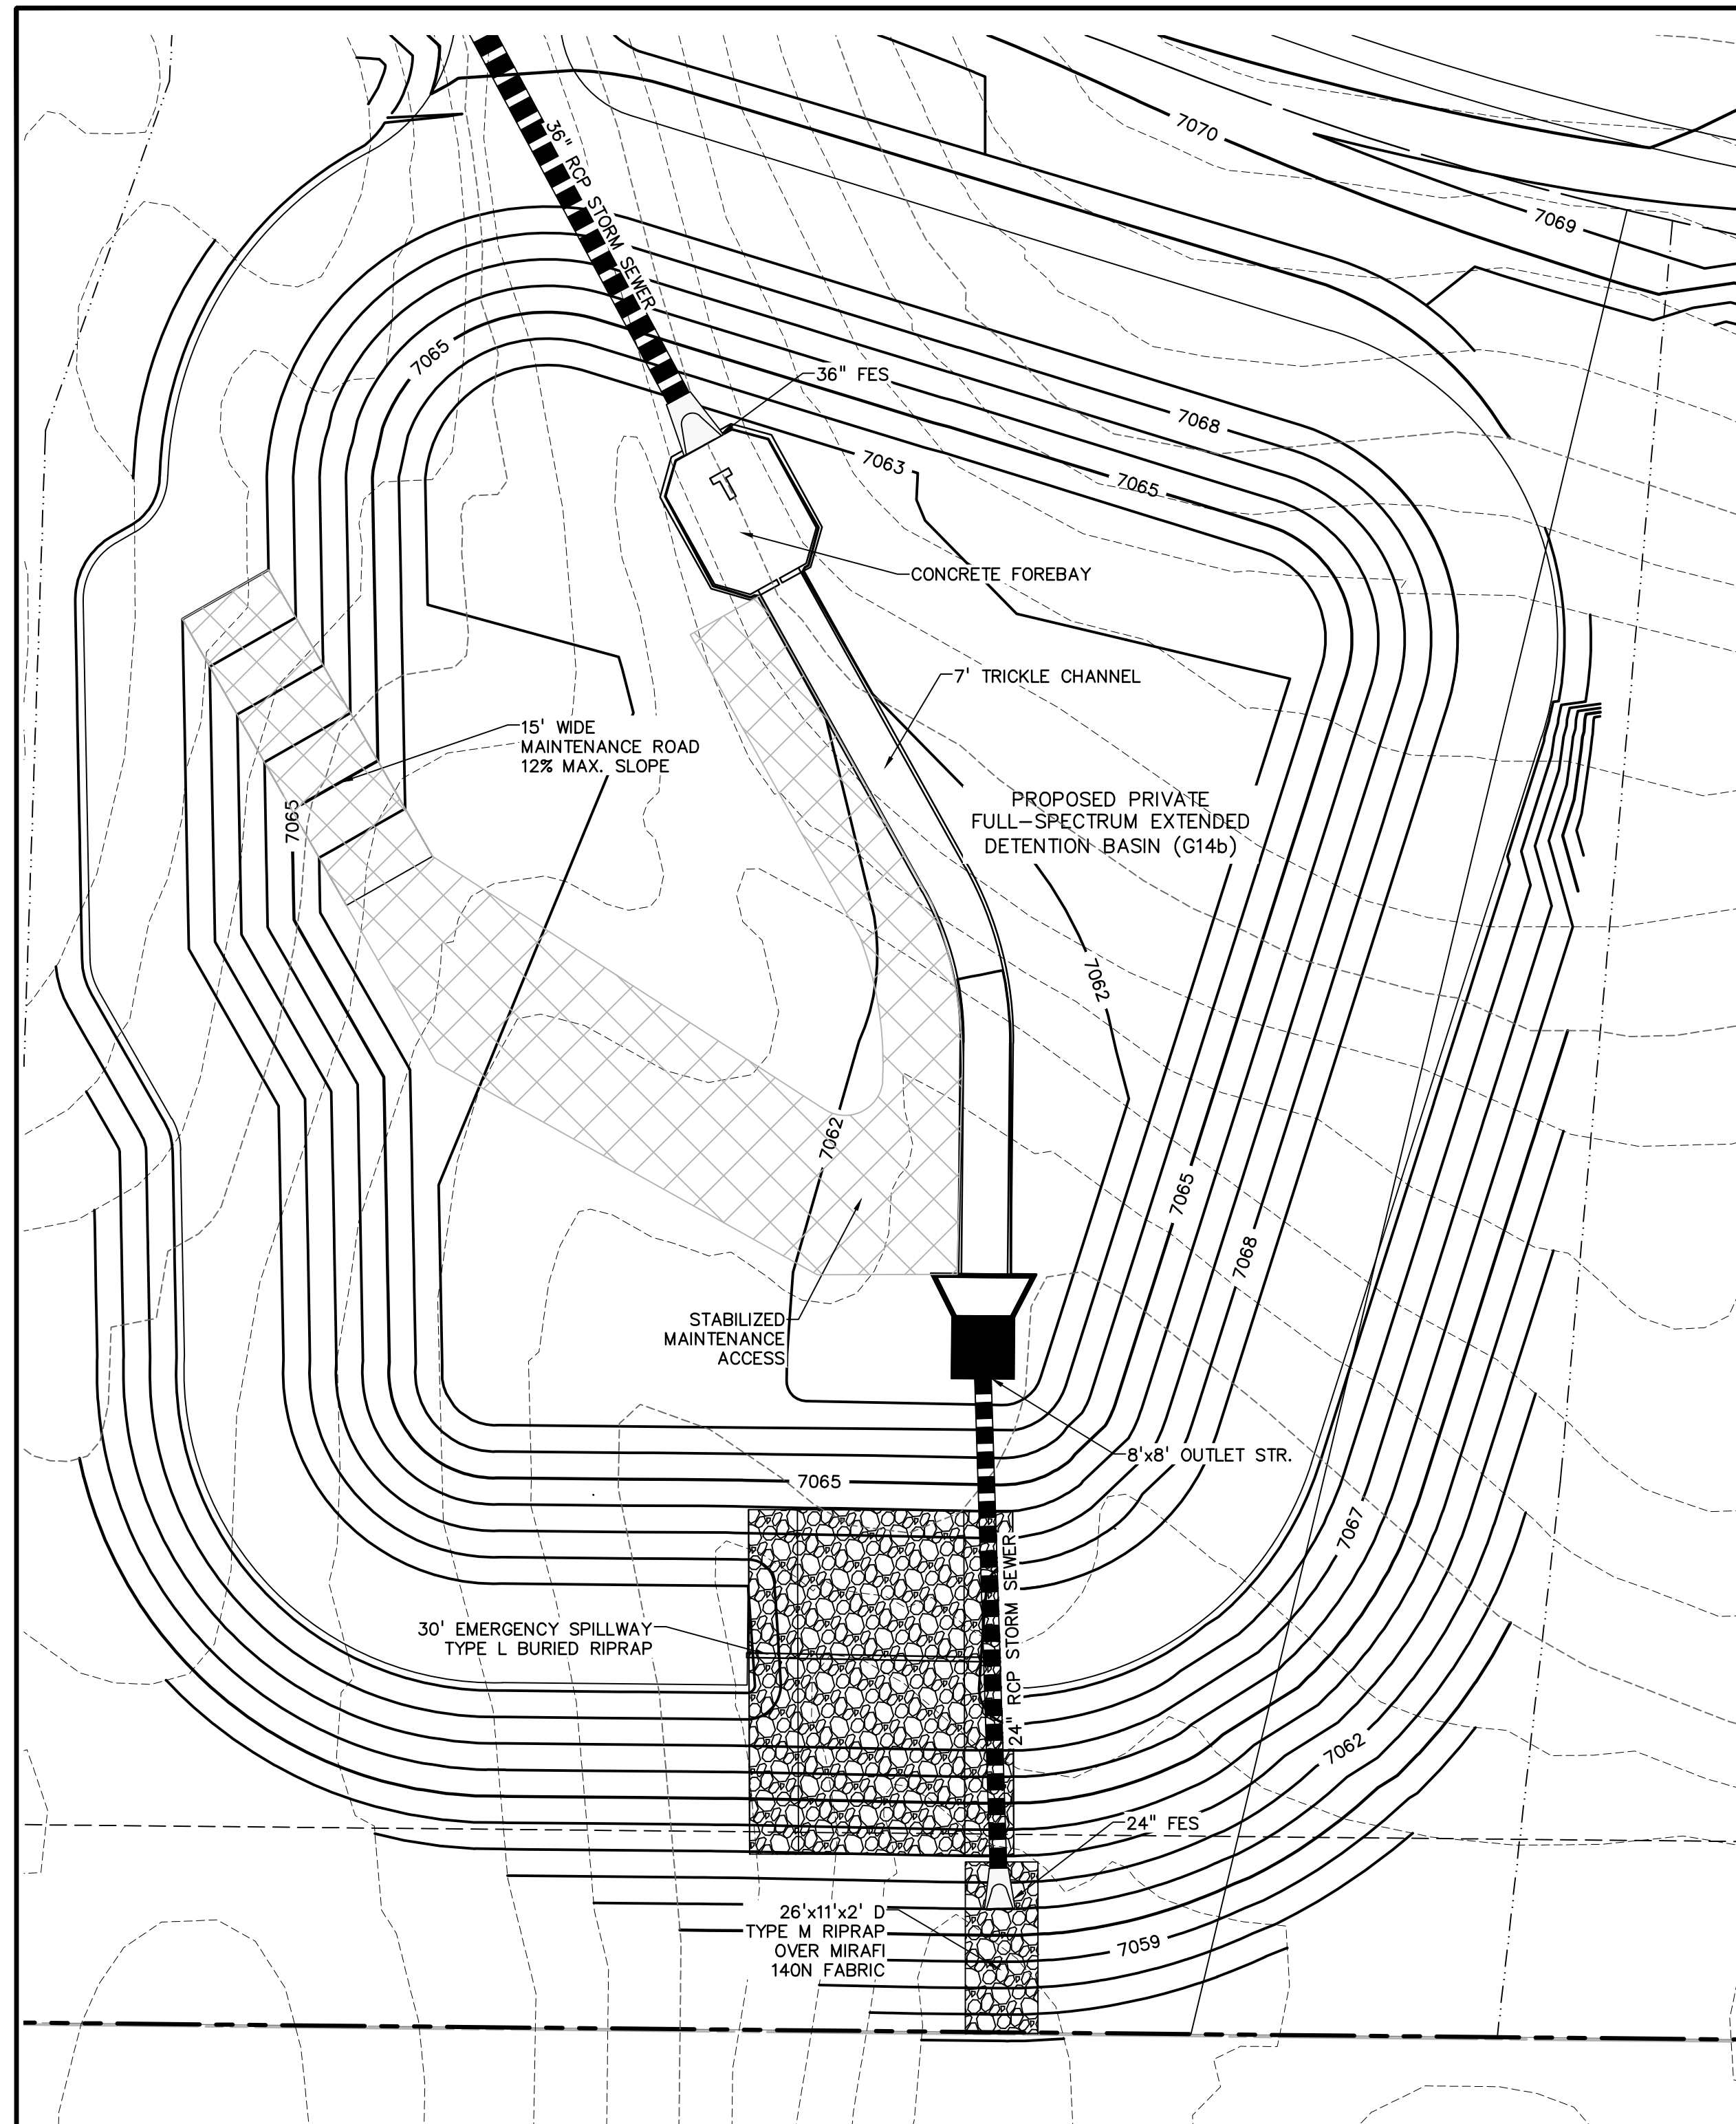 7070
36" RCP STORM SEWER
7069
7065
36" FES
7068
7063
7065
CONCRETE FOREBAY
7' TRICKLE CHANNEL
15' WIDE
MAINTENANCE ROAD
12% MAX. SLOPE
7065
PROPOSED PRIVATE
FULL-SPECTRUM EXTENDED
DETENTION BASIN (G14b)
7062
7062
7065
7068
STABILIZED
MAINTENANCE
ACCESS
8'x8' OUTLET STR.
7065
7067
24" RCP STORM SEWER
30' EMERGENCY SPILLWAY
TYPE L BURIED RIPRAP
7062
24" FES
26'x11'x2' D
TYPE M RIPRAP
OVER MIRAFI
140N FABRIC
7059